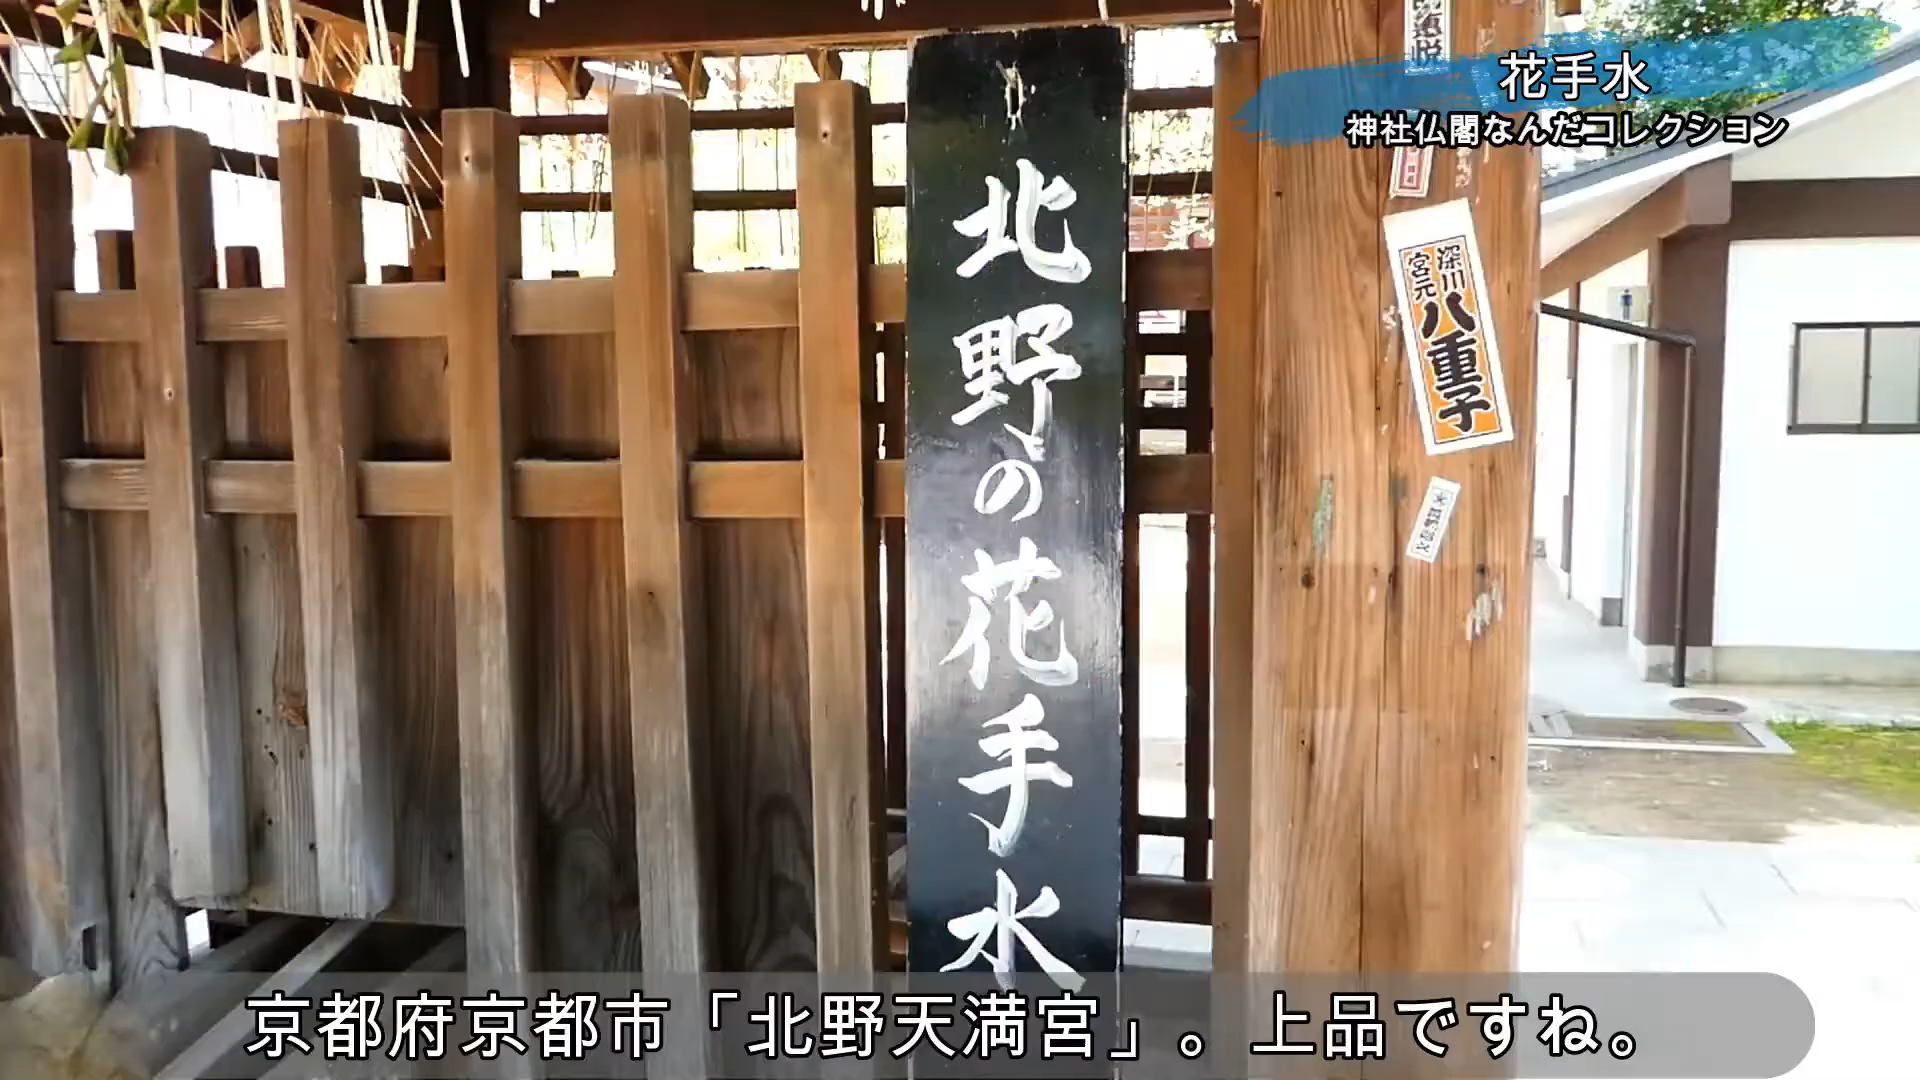 花手水
神社仏閣なんだコレクション
北野の花手水
深川
宮元
八重子
京都府京都市「北野天満宮」。上品ですね。